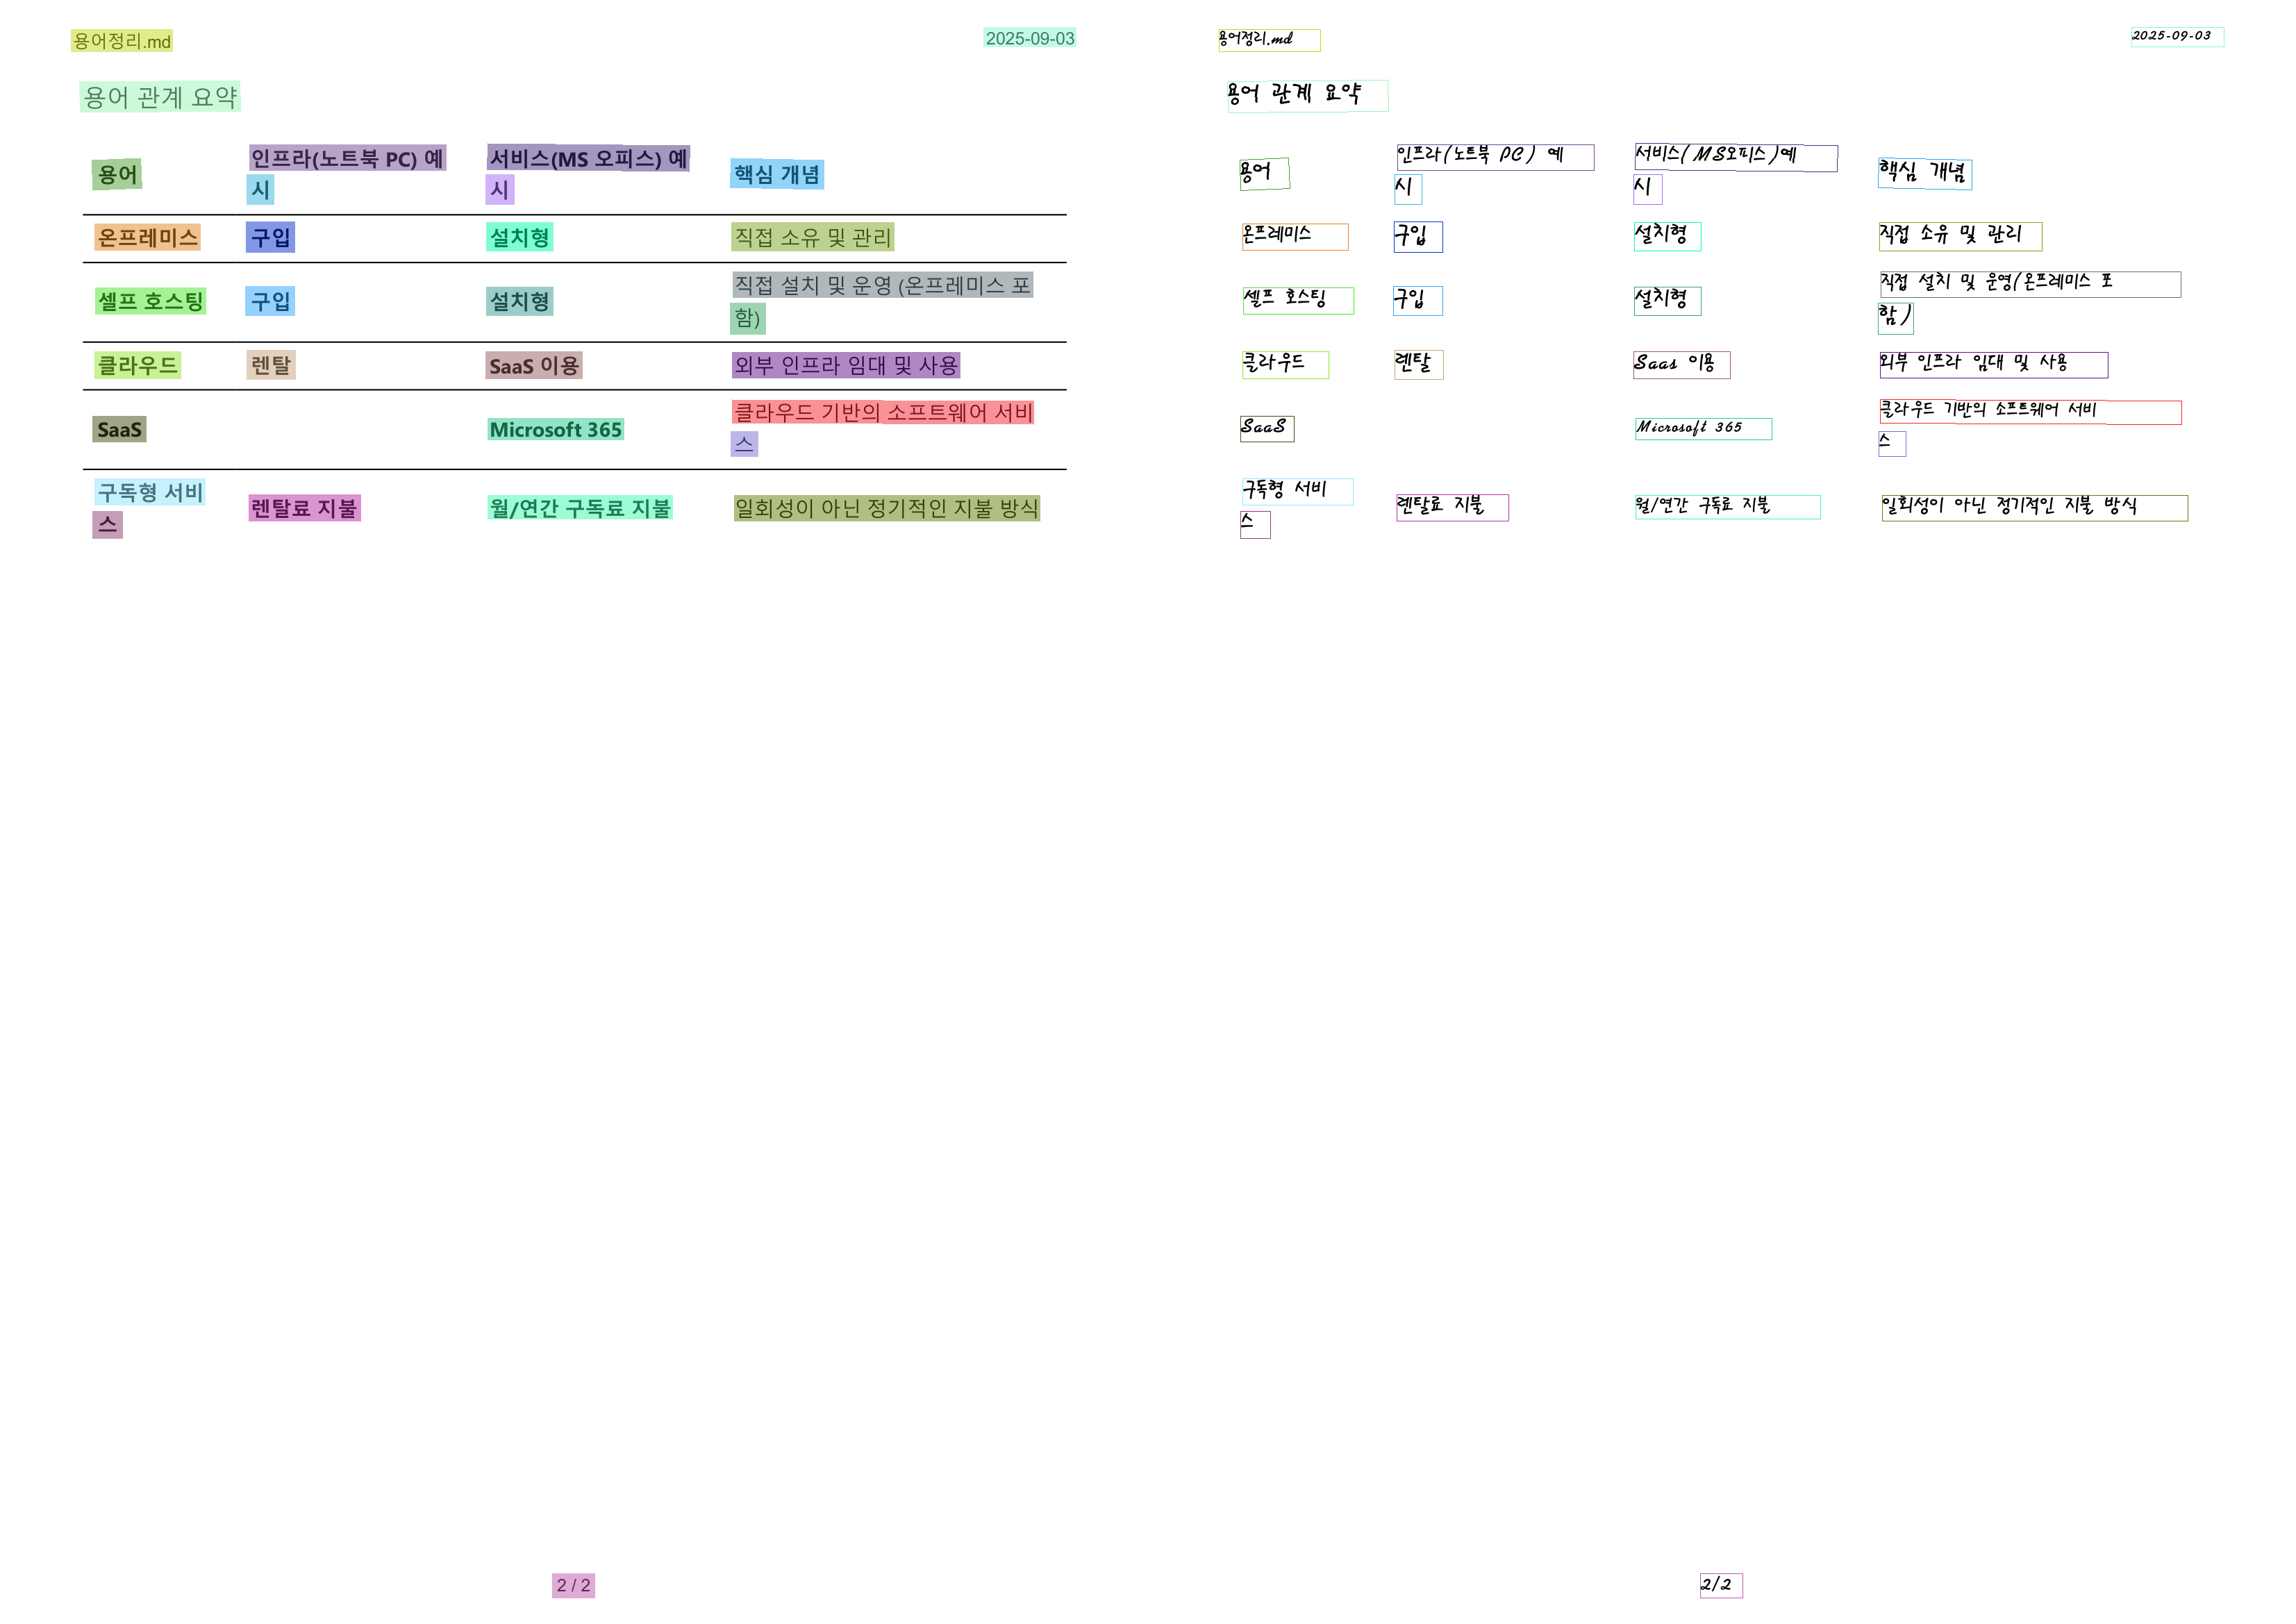 용어정리.md
2025-09-03
용어 관계 요약
용어
인프라(노트북 PC) 예
시
서비스(MS 오피스) 예
시
핵심 개념
온프레미스
구입
설치형
직접 소유 및 관리
셀프 호스팅
구입
설치형
직접 설치 및 운영 (온프레미스 포
함)
클라우드
렌탈
SaaS 이용
외부 인프라 임대 및 사용
SaaS
Microsoft 365
클라우드 기반의 소프트웨어 서비
스
구독형 서비
스
렌탈료 지불
월/연간 구독료 지불
일회성이 아닌 정기적인 지불 방식
2 / 2
용어정리.md
2025-09-03
용어 관계 요약
용어
인프라(노트북 PC) 예
시
서비스(MS오피스)예
시
핵심 개념
온프레미스
구입
설치형
직접 소유 및 관리
셀프 호스팅
구입
설치형
직접 설치 및 운영(온프레미스 포
함)
클라우드
렌탈
Saas 이용
외부 인프라 임대 및 사용
SaaS
Microsoft 365
클라우드 기반의 소프트웨어 서비
스
구독형 서비
스
렌탈료 지불
월/연간 구독료 지불
일회성이 아닌 정기적인 지불 방식
2/2